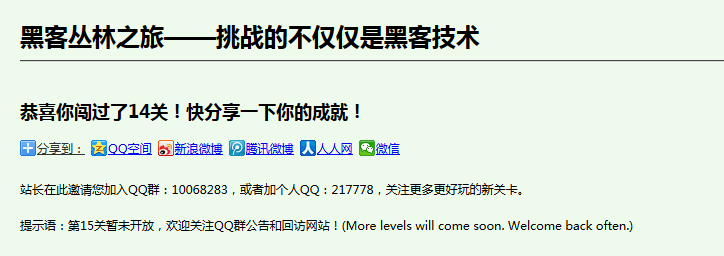 黑客丛林之旅——挑战的不仅仅是黑客技术
恭喜你闯过了14关！快分享一下你的成就！
分享到： QQ空间 新浪微博 腾讯微博 人人网 微信
站长在此邀请您加入QQ群：10068283，或者加个人QQ：217778，关注更多更好玩的新关卡。
提示语：第15关暂未开放，欢迎关注QQ群公告和回访网站！(More levels will come soon. Welcome back often.)